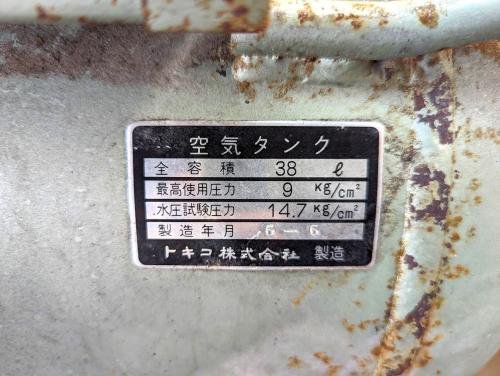 空気タンク
全容積 38 ℓ
最高使用圧力 9 Kg/cm²
水圧試験圧力 14.7 Kg/cm²
製造年月
トキコ株式会社 製造